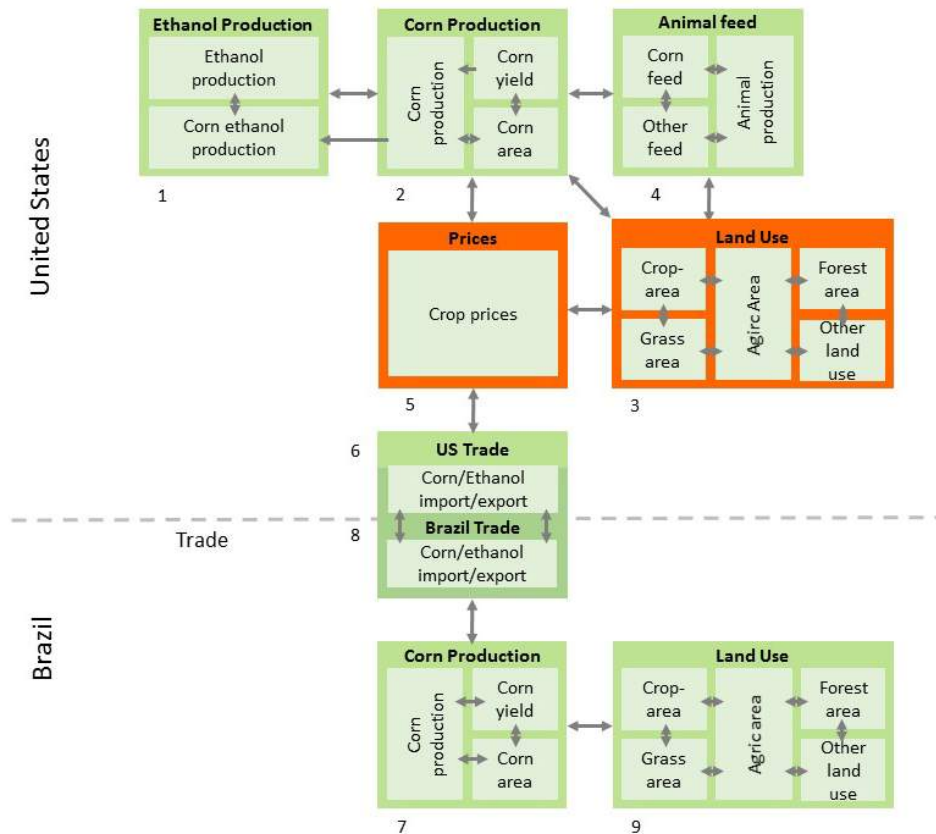 Ethanol Production
Ethanol
production
Corn ethanol
production
1
Corn Production
Corn
production
Corn
yield
Corn
area
2
Animal feed
Corn
feed
Other
feed
Animal
production
4
United States
Prices
Crop prices
5
Land Use
Crop-
area
Grass
area
Agirc Area
Forest
area
Other
land
use
3
6
US Trade
Corn/Ethanol
import/export
Trade
8
Brazil Trade
Corn/ethanol
import/export
Brazil
Corn Production
Corn
production
Corn
yield
Corn
area
7
Land Use
Crop-
area
Grass
area
Agric area
Forest
area
Other
land
use
9